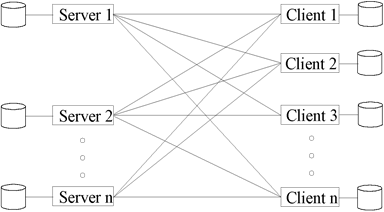 Server 1
Client 1
Client 2
Server 2
Client 3
Server n
Client n